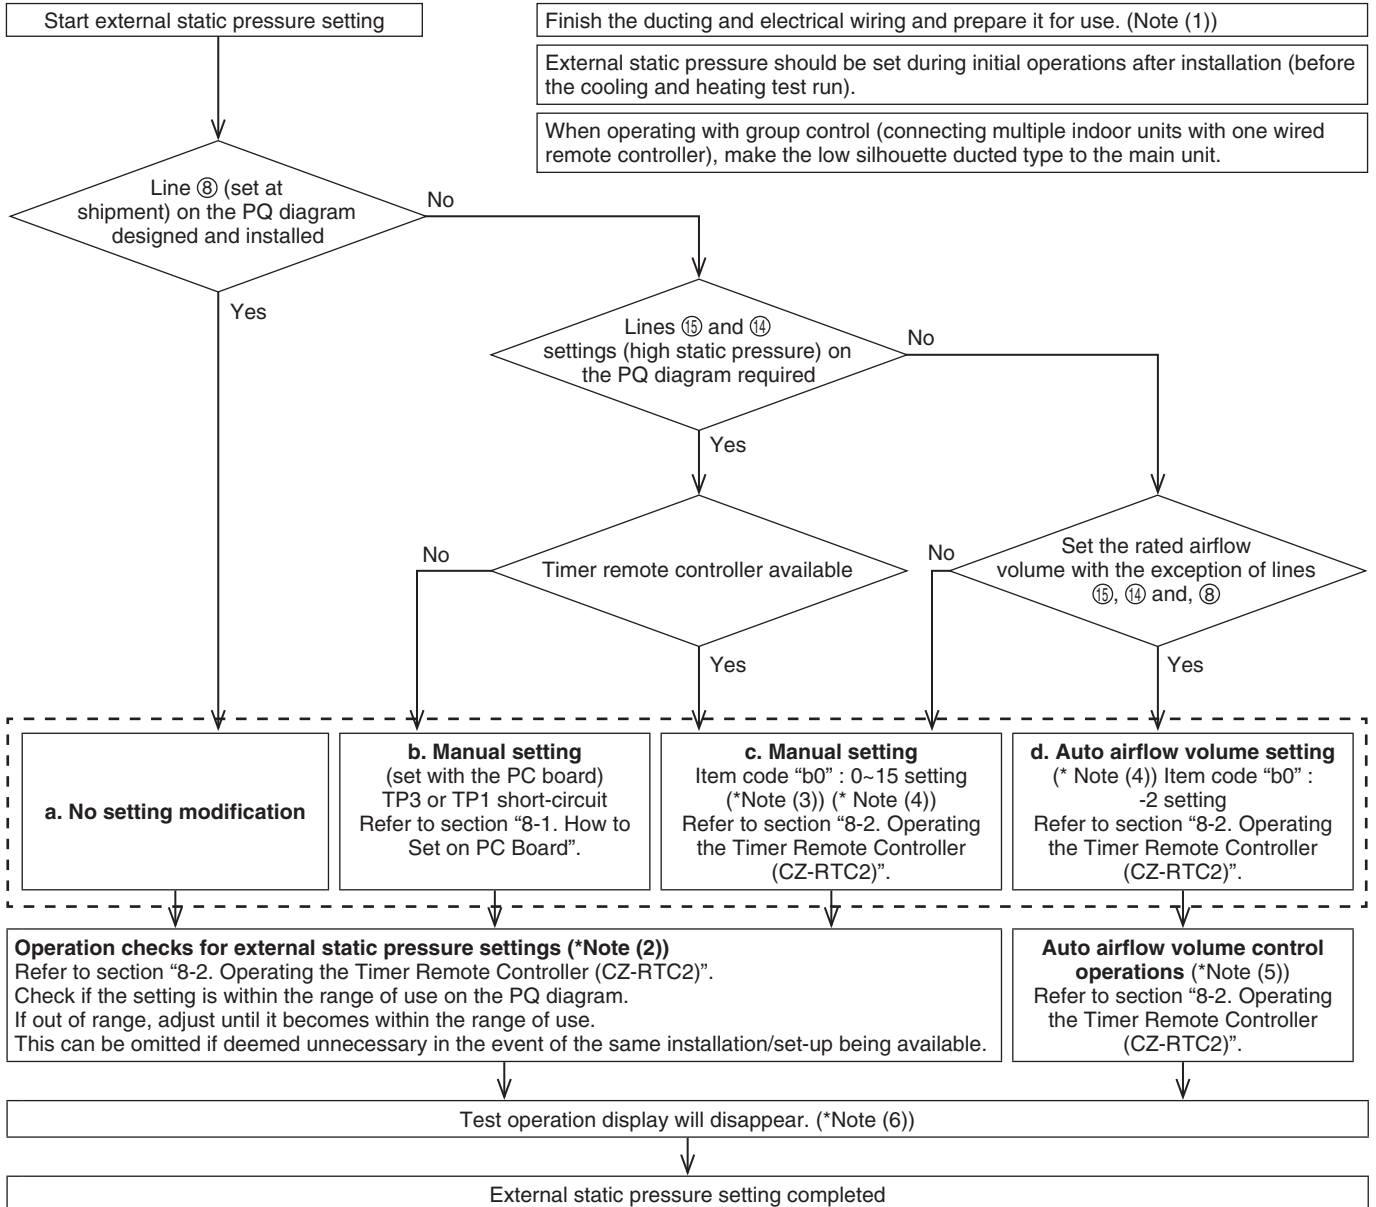 Start external static pressure setting
Finish the ducting and electrical wiring and prepare it for use. (Note (1))
External static pressure should be set during initial operations after installation (before
the cooling and heating test run).
When operating with group control (connecting multiple indoor units with one wired
remote controller), make the low silhouette ducted type to the main unit.
Line ⑧ (set at
shipment) on the PQ diagram
designed and installed
No
Yes
Lines ⑮ and ⑭
settings (high static pressure) on
the PQ diagram required
No
Yes
Timer remote controller available
No
Yes
Set the rated airflow
volume with the exception of lines
⑮, ⑭ and, ⑧
No
Yes
a. No setting modification
b. Manual setting
(set with the PC board)
TP3 or TP1 short-circuit
Refer to section “8-1. How to
Set on PC Board”.
c. Manual setting
Item code “b0” : 0~15 setting
(*Note (3)) (* Note (4))
Refer to section “8-2. Operating
the Timer Remote Controller
(CZ-RTC2)”.
d. Auto airflow volume setting
(* Note (4)) Item code “b0” :
-2 setting
Refer to section “8-2. Operating
the Timer Remote Controller
(CZ-RTC2)”.
Operation checks for external static pressure settings (*Note (2))
Refer to section “8-2. Operating the Timer Remote Controller (CZ-RTC2)”.
Check if the setting is within the range of use on the PQ diagram.
If out of range, adjust until it becomes within the range of use.
This can be omitted if deemed unnecessary in the event of the same installation/set-up being available.
Auto airflow volume control
operations (*Note (5))
Refer to section “8-2. Operating
the Timer Remote Controller
(CZ-RTC2)”.
Test operation display will disappear. (*Note (6))
External static pressure setting completed